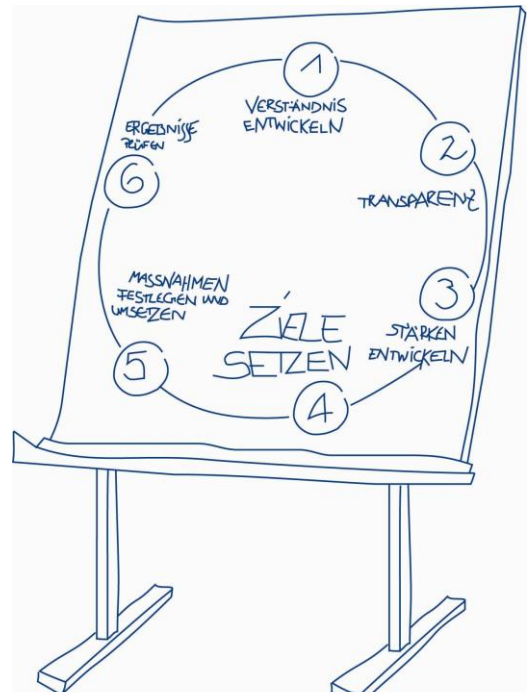 1
VERSTÄNDNIS
ENTWICKELN
2
TRANSPARENZ
3
STÄRKEN
ENTWICKELN
4
ZIELE
SETZEN
5
MASSNAHMEN
FESTLEGEN UND
UMSETZEN
6
ERGEBNISSE
PRÜFEN